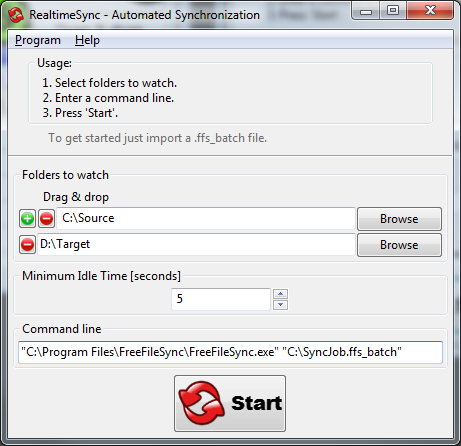 RealtimeSync - Automated Synchronization
Program Help
Usage:
1. Select folders to watch.
2. Enter a command line.
3. Press 'Start'.
To get started just import a .ffs_batch file.
Folders to watch
Drag & drop
C:\Source Browse
D:\Target Browse
Minimum Idle Time [seconds]
5
Command line
"C:\Program Files\FreeFileSync\FreeFileSync.exe" "C:\SyncJob.ffs_batch"
Start